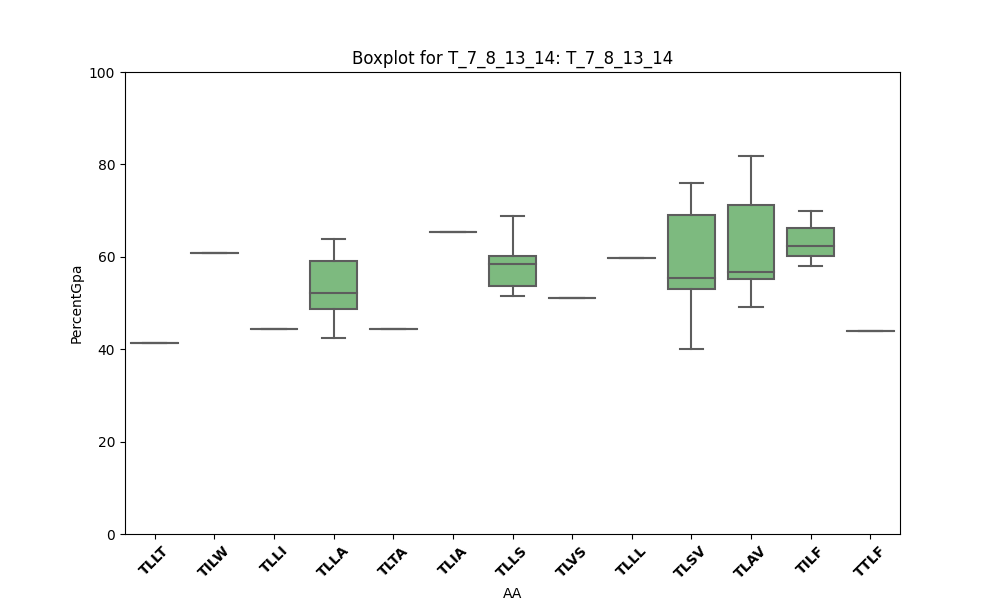 Boxplot for T_7_8_13_14: T_7_8_13_14
PercentGpa
100
80
60
40
20
0
TLLT TILW TLLI TLLA TLTA TLIA TLLS TLVS TLLL TLSV TLAV TILF TTLF
AA